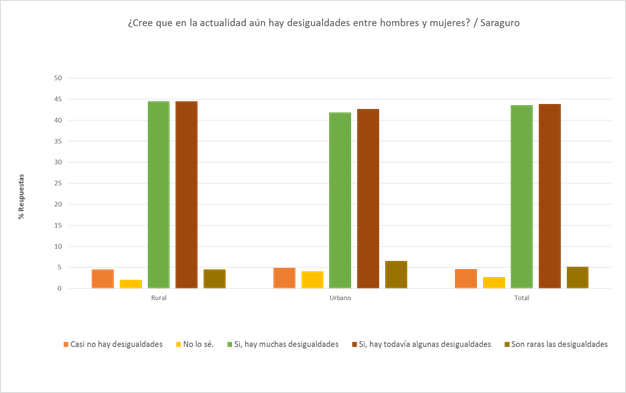 ¿Cree que en la actualidad aún hay desigualdades entre hombres y mujeres? / Saraguro
50
45
40
35
30
25
20
15
10
5
0
% Respuestas
Rural Urbano Total
Casi no hay desigualdades No lo sé. Si, hay muchas desigualdades Si, hay todavía algunas desigualdades Son raras las desigualdades